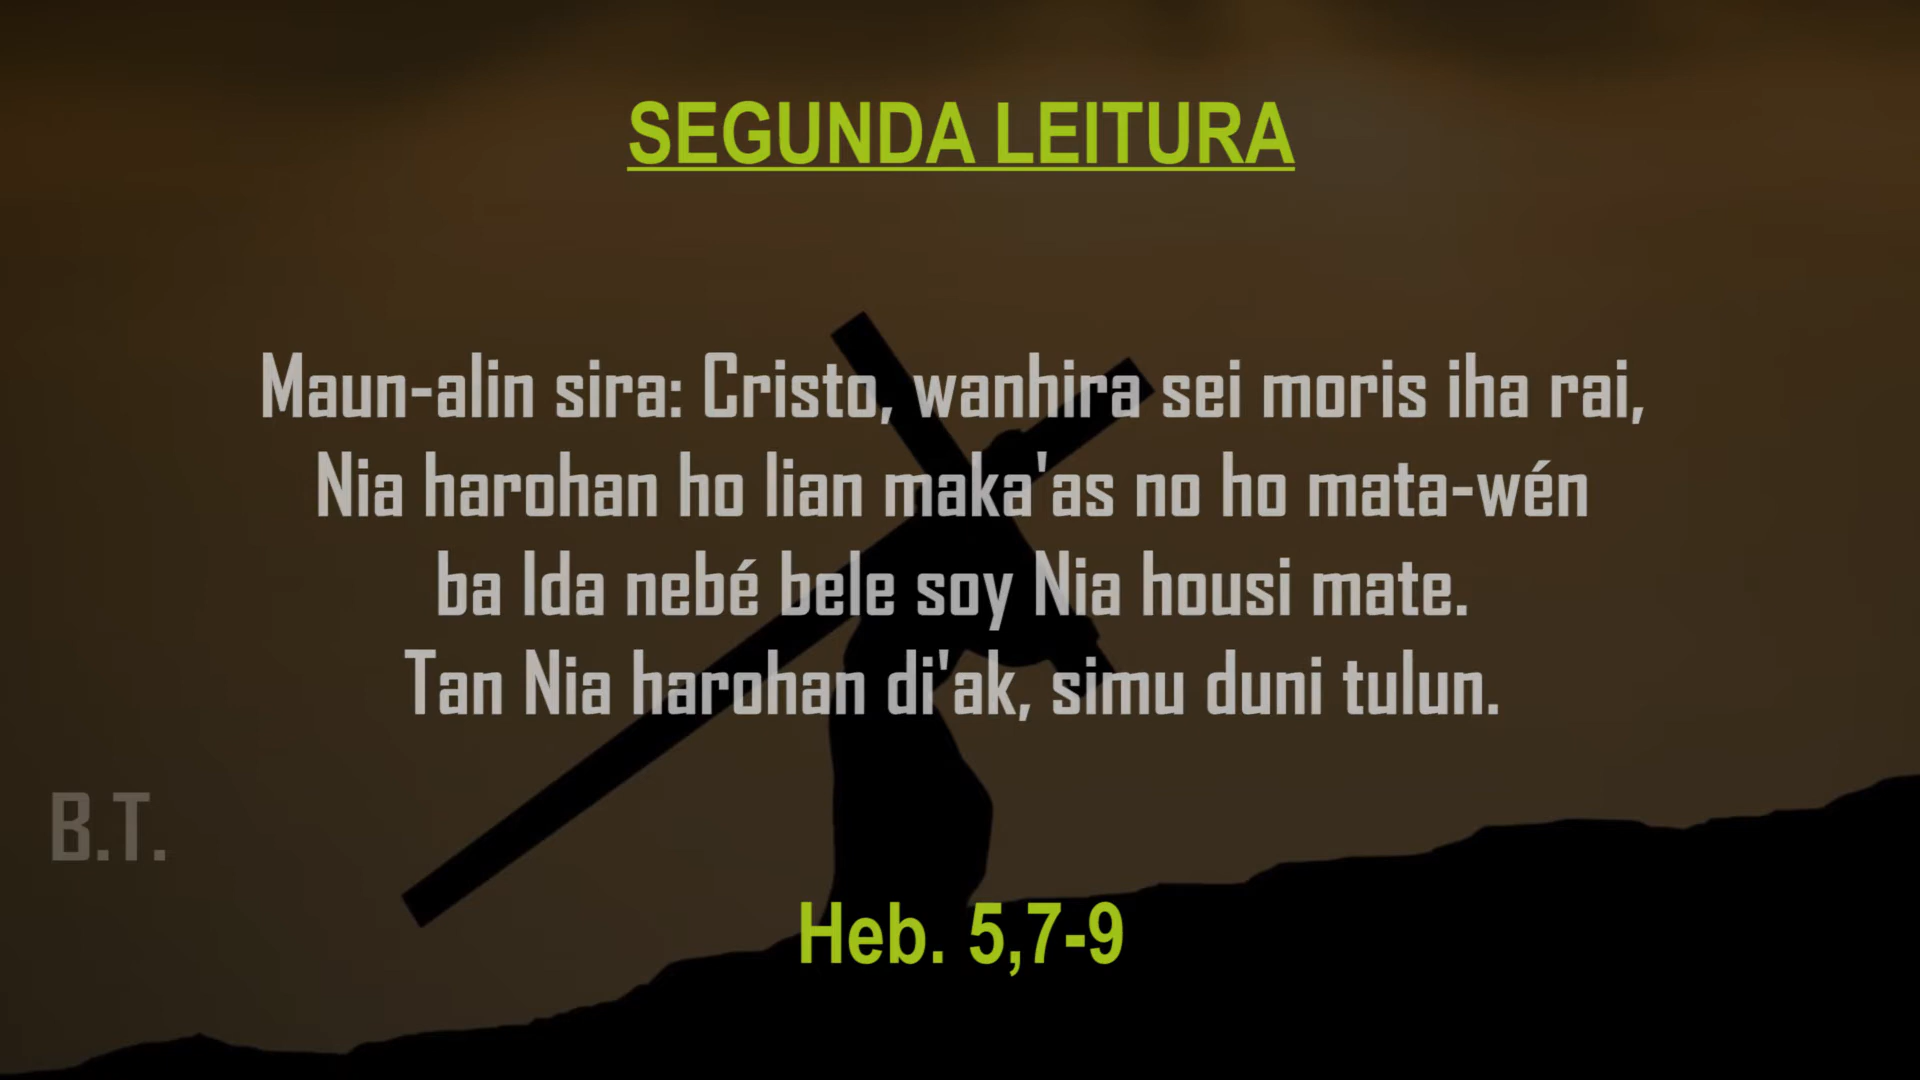 SEGUNDA LEITURA
Maun-alin sira: Cristo, wanhira sei moris iha rai,
Nia harohan ho lian maka'as no ho mata-wén
ba Ida nebé bele soy Nia housi mate.
Tan Nia harohan di'ak, simu duni tulun.
B.T.
Heb. 5,7-9